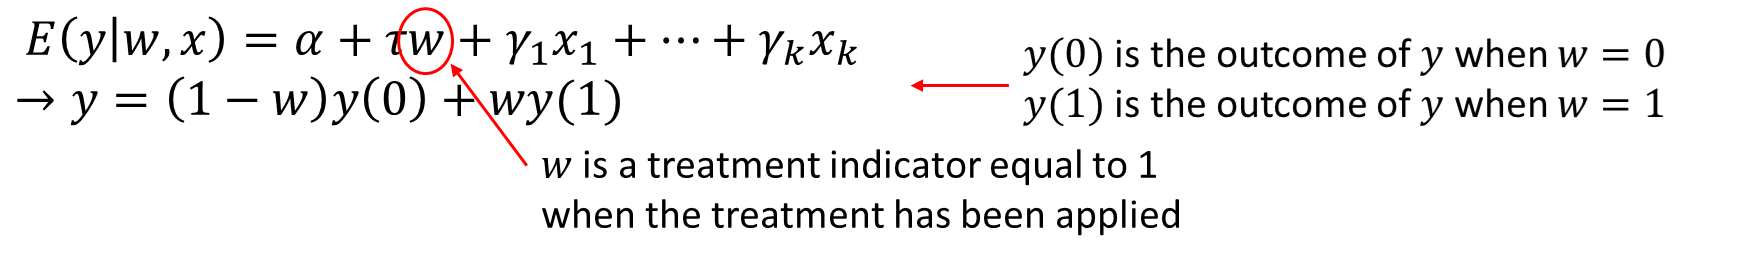 E(y|w, x) = α + τw + γ₁x₁ + ⋯ + γₖxₖ
→ y = (1 − w)y(0) + wy(1)
y(0) is the outcome of y when w = 0
y(1) is the outcome of y when w = 1
w is a treatment indicator equal to 1
when the treatment has been applied